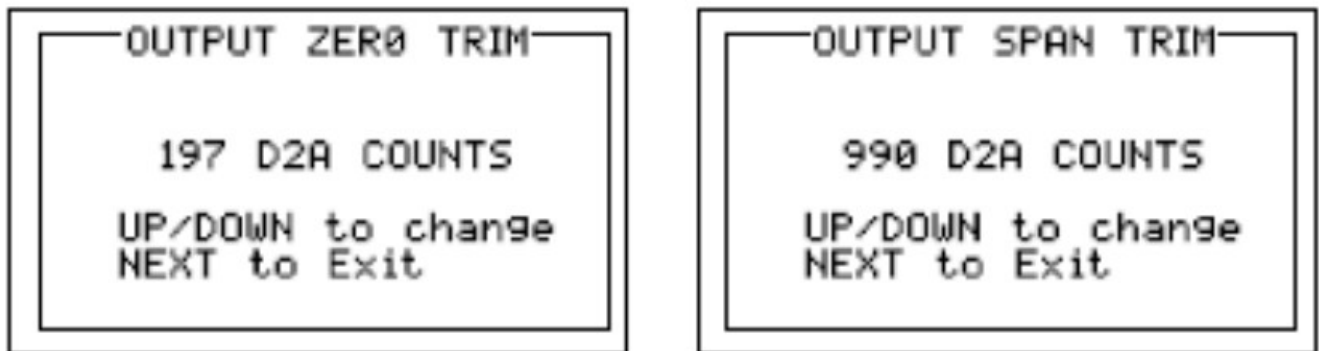 OUTPUT ZER0 TRIM
197 D2A COUNTS
UP/DOWN to change
NEXT to Exit
OUTPUT SPAN TRIM
990 D2A COUNTS
UP/DOWN to change
NEXT to Exit